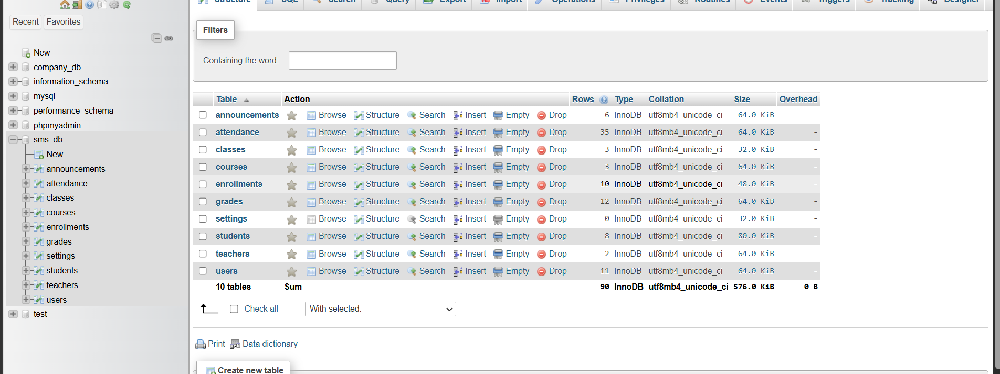 Structure SQL Search Query Export Import Operations Privileges Routines Events Triggers Tracking Designer
Recent Favorites
New
company_db
information_schema
mysql
performance_schema
phpmyadmin
sms_db
New
announcements
attendance
classes
courses
enrollments
grades
settings
students
teachers
users
test
Filters
Containing the word:
Table Action Rows Type Collation Size Overhead
announcements Browse Structure Search Insert Empty Drop 6 InnoDB utf8mb4_unicode_ci 64.0 KiB -
attendance Browse Structure Search Insert Empty Drop 35 InnoDB utf8mb4_unicode_ci 64.0 KiB -
classes Browse Structure Search Insert Empty Drop 3 InnoDB utf8mb4_unicode_ci 32.0 KiB -
courses Browse Structure Search Insert Empty Drop 3 InnoDB utf8mb4_unicode_ci 64.0 KiB -
enrollments Browse Structure Search Insert Empty Drop 10 InnoDB utf8mb4_unicode_ci 48.0 KiB -
grades Browse Structure Search Insert Empty Drop 12 InnoDB utf8mb4_unicode_ci 64.0 KiB -
settings Browse Structure Search Insert Empty Drop 0 InnoDB utf8mb4_unicode_ci 32.0 KiB -
students Browse Structure Search Insert Empty Drop 8 InnoDB utf8mb4_unicode_ci 80.0 KiB -
teachers Browse Structure Search Insert Empty Drop 2 InnoDB utf8mb4_unicode_ci 64.0 KiB -
users Browse Structure Search Insert Empty Drop 11 InnoDB utf8mb4_unicode_ci 64.0 KiB -
10 tables Sum 90 InnoDB utf8mb4_unicode_ci 576.0 KiB 0 B
Check all With selected:
Print Data dictionary
Create new table